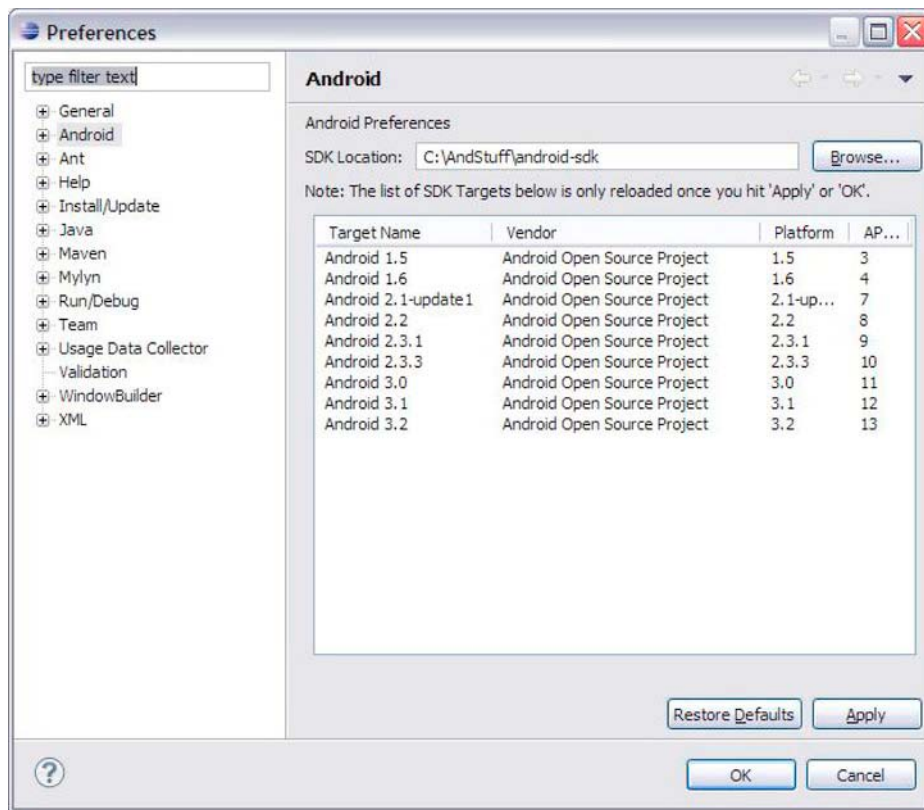 Preferences
type filter text
General
Android
Ant
Help
Install/Update
Java
Maven
Mylyn
Run/Debug
Team
Usage Data Collector
Validation
WindowBuilder
XML
Android
Android Preferences
SDK Location: C:\AndStuff\android-sdk Browse...
Note: The list of SDK Targets below is only reloaded once you hit 'Apply' or 'OK'.
Target Name Vendor Platform AP...
Android 1.5 Android Open Source Project 1.5 3
Android 1.6 Android Open Source Project 1.6 4
Android 2.1-update1 Android Open Source Project 2.1-up... 7
Android 2.2 Android Open Source Project 2.2 8
Android 2.3.1 Android Open Source Project 2.3.1 9
Android 2.3.3 Android Open Source Project 2.3.3 10
Android 3.0 Android Open Source Project 3.0 11
Android 3.1 Android Open Source Project 3.1 12
Android 3.2 Android Open Source Project 3.2 13
Restore Defaults Apply
? OK Cancel